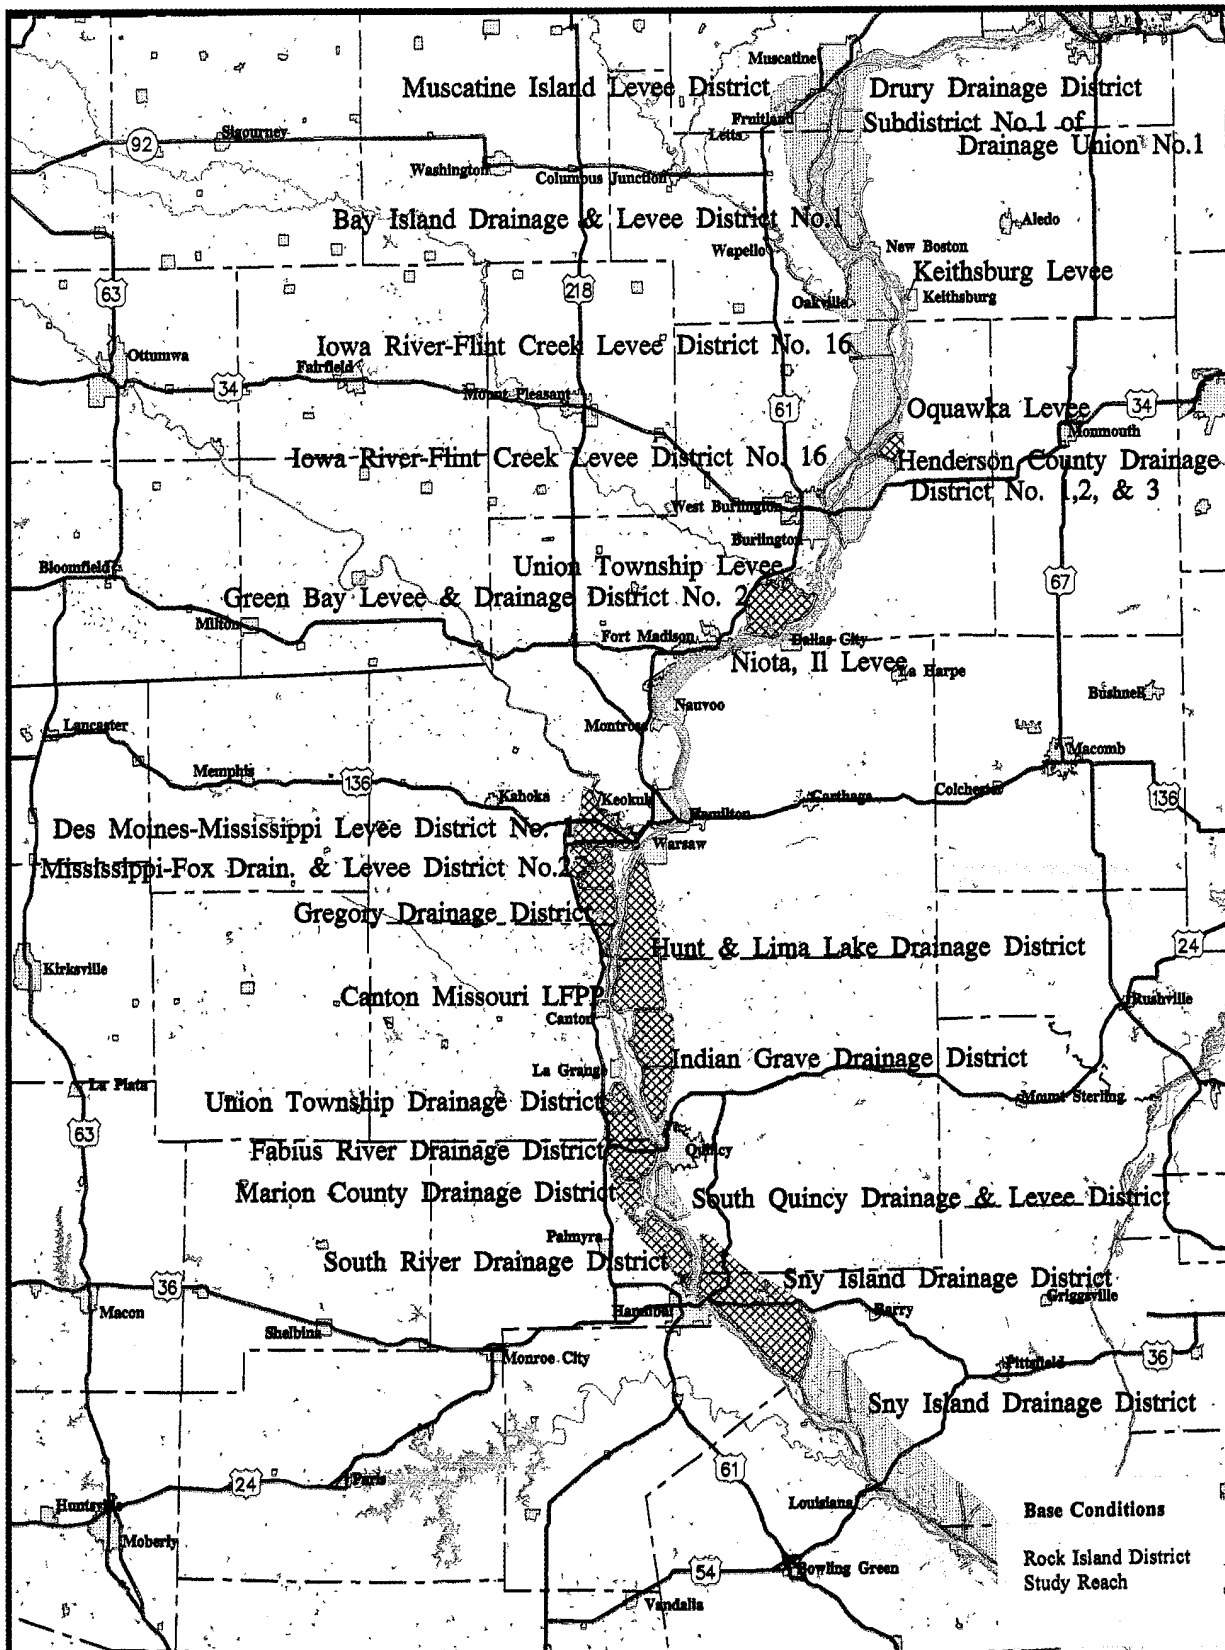 Muscatine
Muscatine Island Levee District
Drury Drainage District
Fruitland
Subdistrict No.1 of
Letts
Drainage Union No.1
92
Sigourney
Washington
Columbus Junction
Bay Island Drainage & Levee District No.1
Aledo
Wapello
New Boston
Keithsburg Levee
63
218
Oakville
Keithsburg
Iowa River-Flint Creek Levee District No. 16
Ottumwa
Fairfield
34
Mount Pleasant
61
Oquawka Levee
34
Monmouth
Iowa River-Flint Creek Levee District No. 16
Henderson County Drainage
District No. 1,2, & 3
West Burlington
Burlington
Union Township Levee
Bloomfield
67
Green Bay Levee & Drainage District No. 2
Milton
Fort Madison
Dallas City
Niota, Il Levee
La Harpe
Bushnell
Nauvoo
Lancaster
Montrose
Macomb
Memphis
136
Kahoka
Keokuk
Carthage
Colchester
136
Hamilton
Des Moines-Mississippi Levee District No. 1
Warsaw
Mississippi-Fox Drain. & Levee District No.2
Gregory Drainage District
Hunt & Lima Lake Drainage District
24
Kirksville
Canton Missouri LFPP
Rushville
Canton
Indian Grave Drainage District
La Grange
La Plata
Union Township Drainage District
Mount Sterling
63
Fabius River Drainage District
Quincy
Marion County Drainage District
South Quincy Drainage & Levee District
Palmyra
South River Drainage District
Sny Island Drainage District
36
Griggsville
Macon
Hannibal
Barry
Shelbina
Monroe City
Pittsfield
36
Sny Island Drainage District
61
24
Paris
Huntsville
Louisiana
Base Conditions
Moberly
Rock Island District
Study Reach
54
Bowling Green
Vandalia